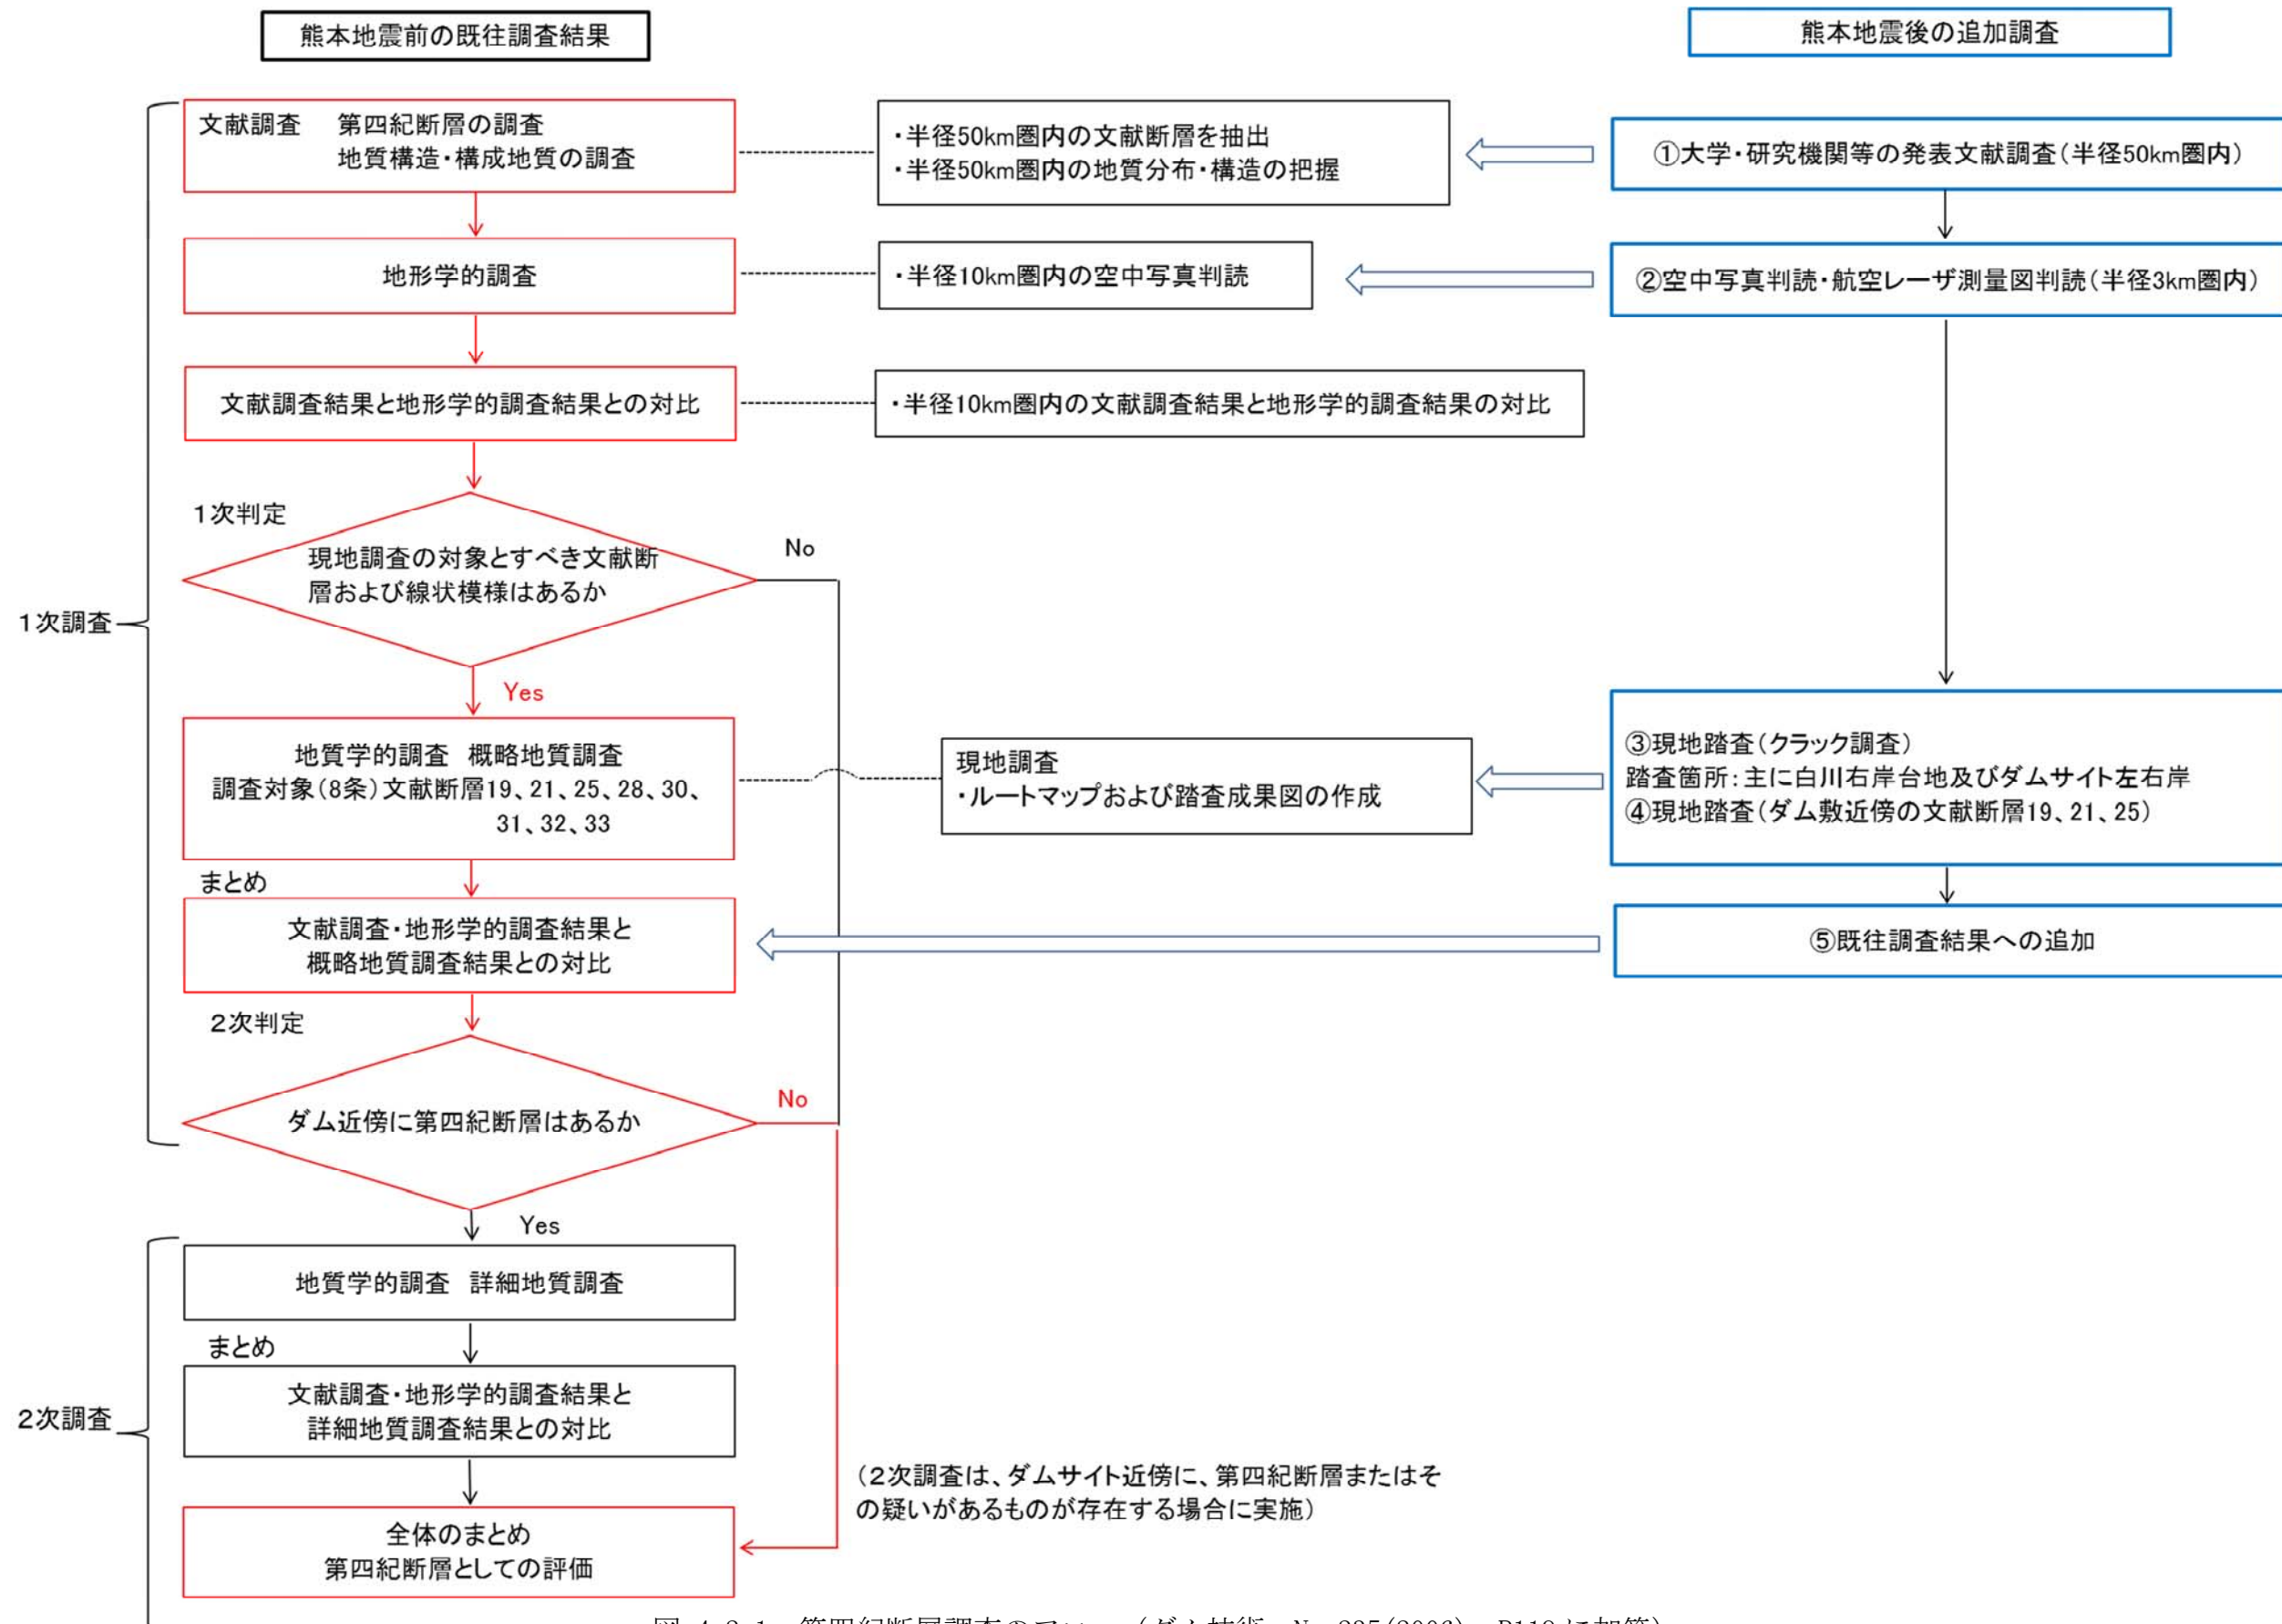 熊本地震前の既往調査結果
熊本地震後の追加調査
文献調査 第四紀断層の調査
地質構造・構成地質の調査
・半径50km圏内の文献断層を抽出
・半径50km圏内の地質分布・構造の把握
①大学・研究機関等の発表文献調査(半径50km圏内)
地形学的調査
・半径10km圏内の空中写真判読
②空中写真判読・航空レーザ測量図判読(半径3km圏内)
文献調査結果と地形学的調査結果との対比
・半径10km圏内の文献調査結果と地形学的調査結果の対比
1次判定
現地調査の対象とすべき文献断
層および線状模様はあるか
No
1次調査
Yes
地質学的調査 概略地質調査
調査対象(8条)文献断層19、21、25、28、30、
31、32、33
現地調査
・ルートマップおよび踏査成果図の作成
③現地踏査(クラック調査)
踏査箇所:主に白川右岸台地及びダムサイト左右岸
④現地踏査(ダム敷近傍の文献断層19、21、25)
まとめ
文献調査・地形学的調査結果と
概略地質調査結果との対比
⑤既往調査結果への追加
2次判定
ダム近傍に第四紀断層はあるか
No
Yes
地質学的調査 詳細地質調査
まとめ
文献調査・地形学的調査結果と
詳細地質調査結果との対比
2次調査
(2次調査は、ダムサイト近傍に、第四紀断層またはそ
の疑いがあるものが存在する場合に実施)
全体のまとめ
第四紀断層としての評価